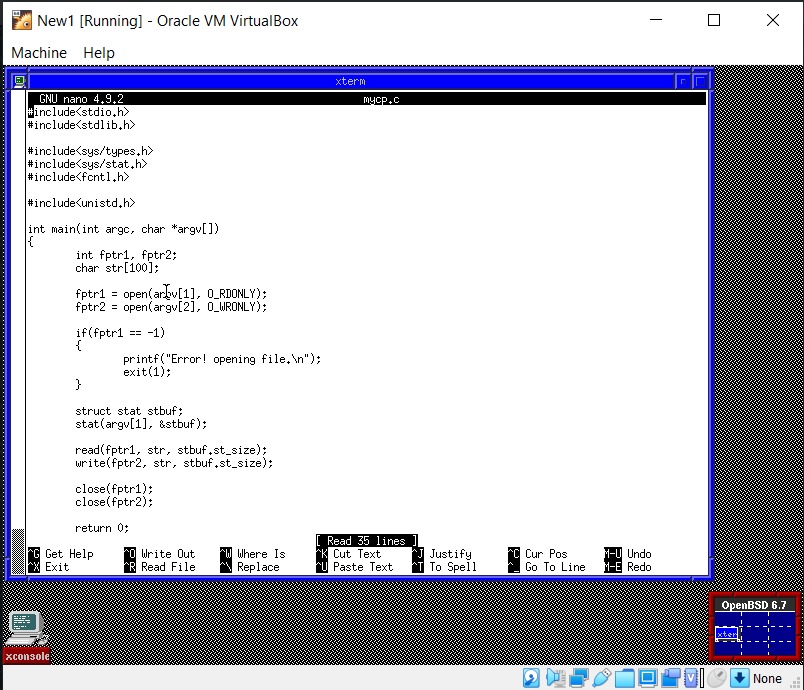 New1 [Running] - Oracle VM VirtualBox
Machine Help
xterm
GNU nano 4.9.2 mycp.c
#include<stdio.h>
#include<stdlib.h>
#include<sys/types.h>
#include<sys/stat.h>
#include<fcntl.h>
#include<unistd.h>
int main(int argc, char *argv[])
{
int fptr1, fptr2;
char str[100];
fptr1 = open(argv[1], O_RDONLY);
fptr2 = open(argv[2], O_WRONLY);
if(fptr1 == -1)
{
printf("Error! opening file.\n");
exit(1);
}
struct stat stbuf;
stat(argv[1], &stbuf);
read(fptr1, str, stbuf.st_size);
write(fptr2, str, stbuf.st_size);
close(fptr1);
close(fptr2);
return 0;
[ Read 35 lines ]
^G Get Help ^O Write Out ^W Where Is ^K Cut Text ^J Justify ^C Cur Pos M-U Undo
^X Exit ^R Read File ^\ Replace ^U Paste Text ^T To Spell ^_ Go To Line M-E Redo
OpenBSD 6.7
xter
xconsole
None